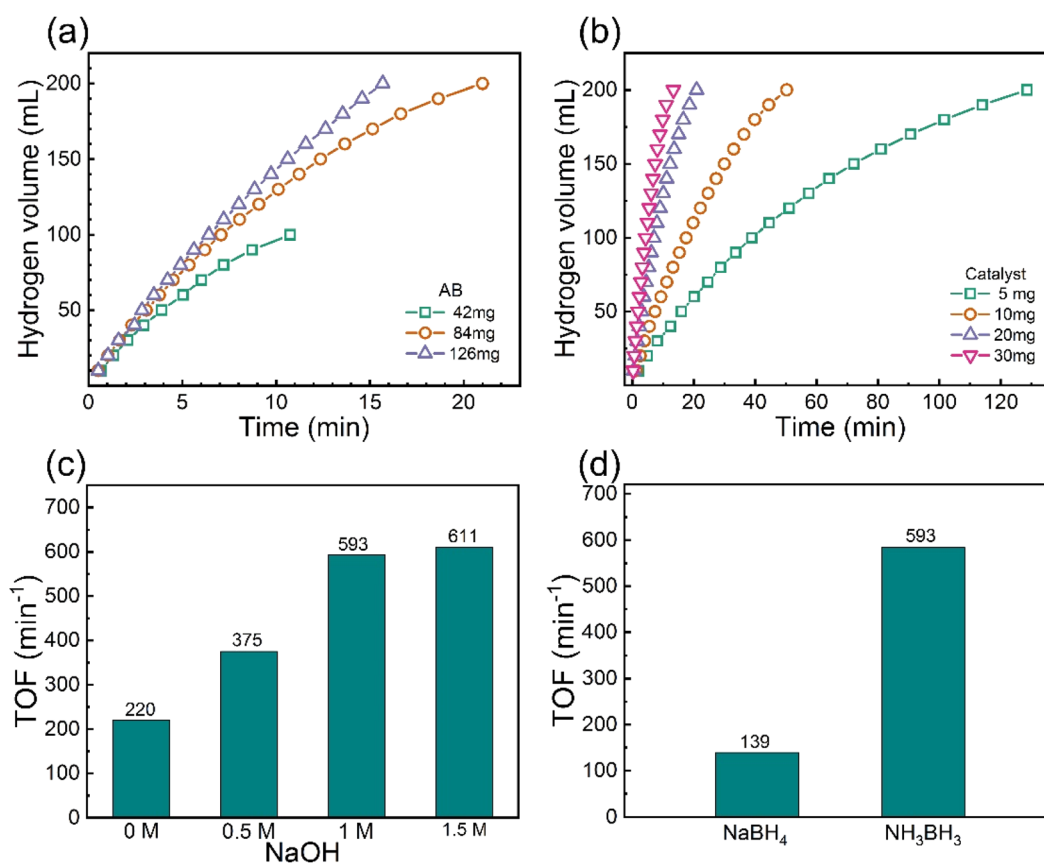 (a)
Hydrogen volume (mL)
200
150
100
50
0
5
10
15
20
Time (min)
AB
42mg
84mg
126mg
(b)
Hydrogen volume (mL)
200
150
100
50
0
20
40
60
80
100
120
Time (min)
Catalyst
5 mg
10mg
20mg
30mg
(c)
TOF (min⁻¹)
700
600
500
400
300
200
100
0
220
375
593
611
0 M
0.5 M
1 M
1.5 M
NaOH
(d)
TOF (min⁻¹)
700
600
500
400
300
200
100
0
139
593
NaBH₄
NH₃BH₃